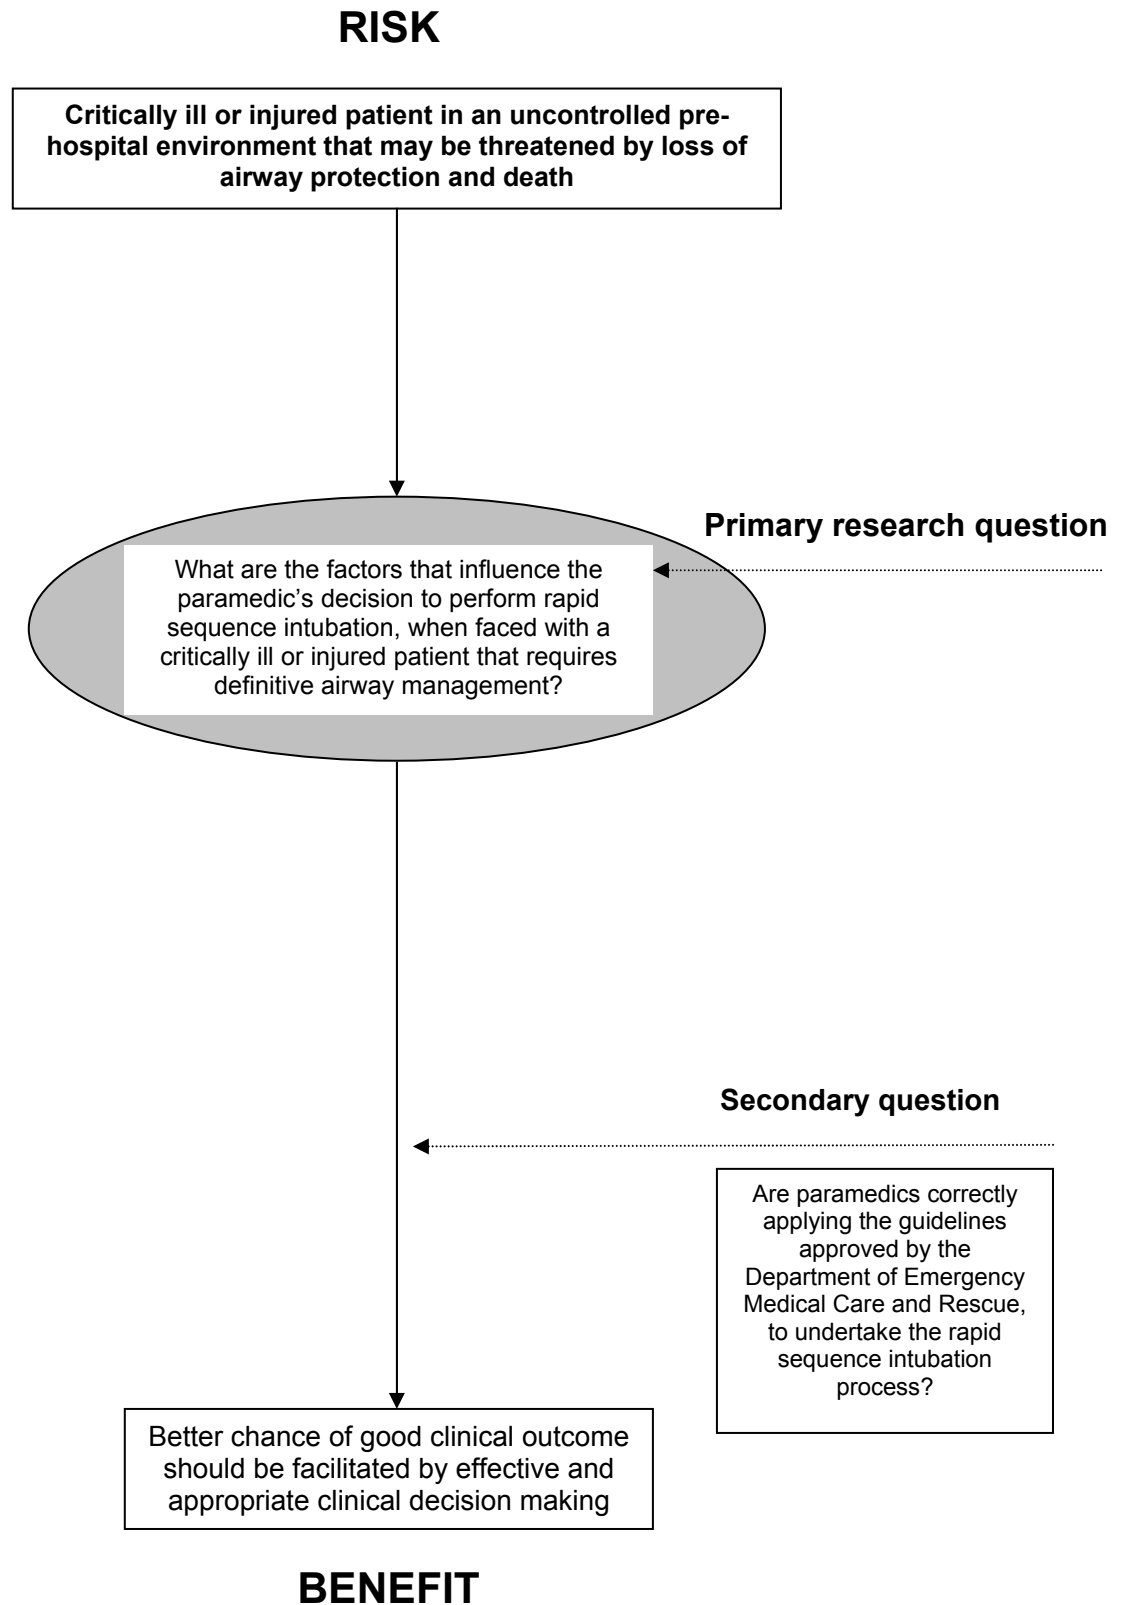 RISK
Critically ill or injured patient in an uncontrolled pre-
hospital environment that may be threatened by loss of
airway protection and death
Primary research question
What are the factors that influence the
paramedic’s decision to perform rapid
sequence intubation, when faced with a
critically ill or injured patient that requires
definitive airway management?
Secondary question
Are paramedics correctly
applying the guidelines
approved by the
Department of Emergency
Medical Care and Rescue,
to undertake the rapid
sequence intubation
process?
Better chance of good clinical outcome
should be facilitated by effective and
appropriate clinical decision making
BENEFIT